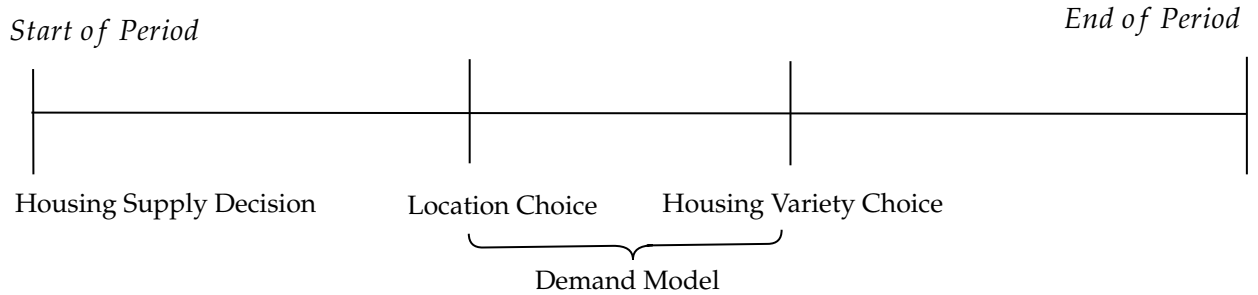 Start of Period
End of Period
Housing Supply Decision
Location Choice
Housing Variety Choice
Demand Model